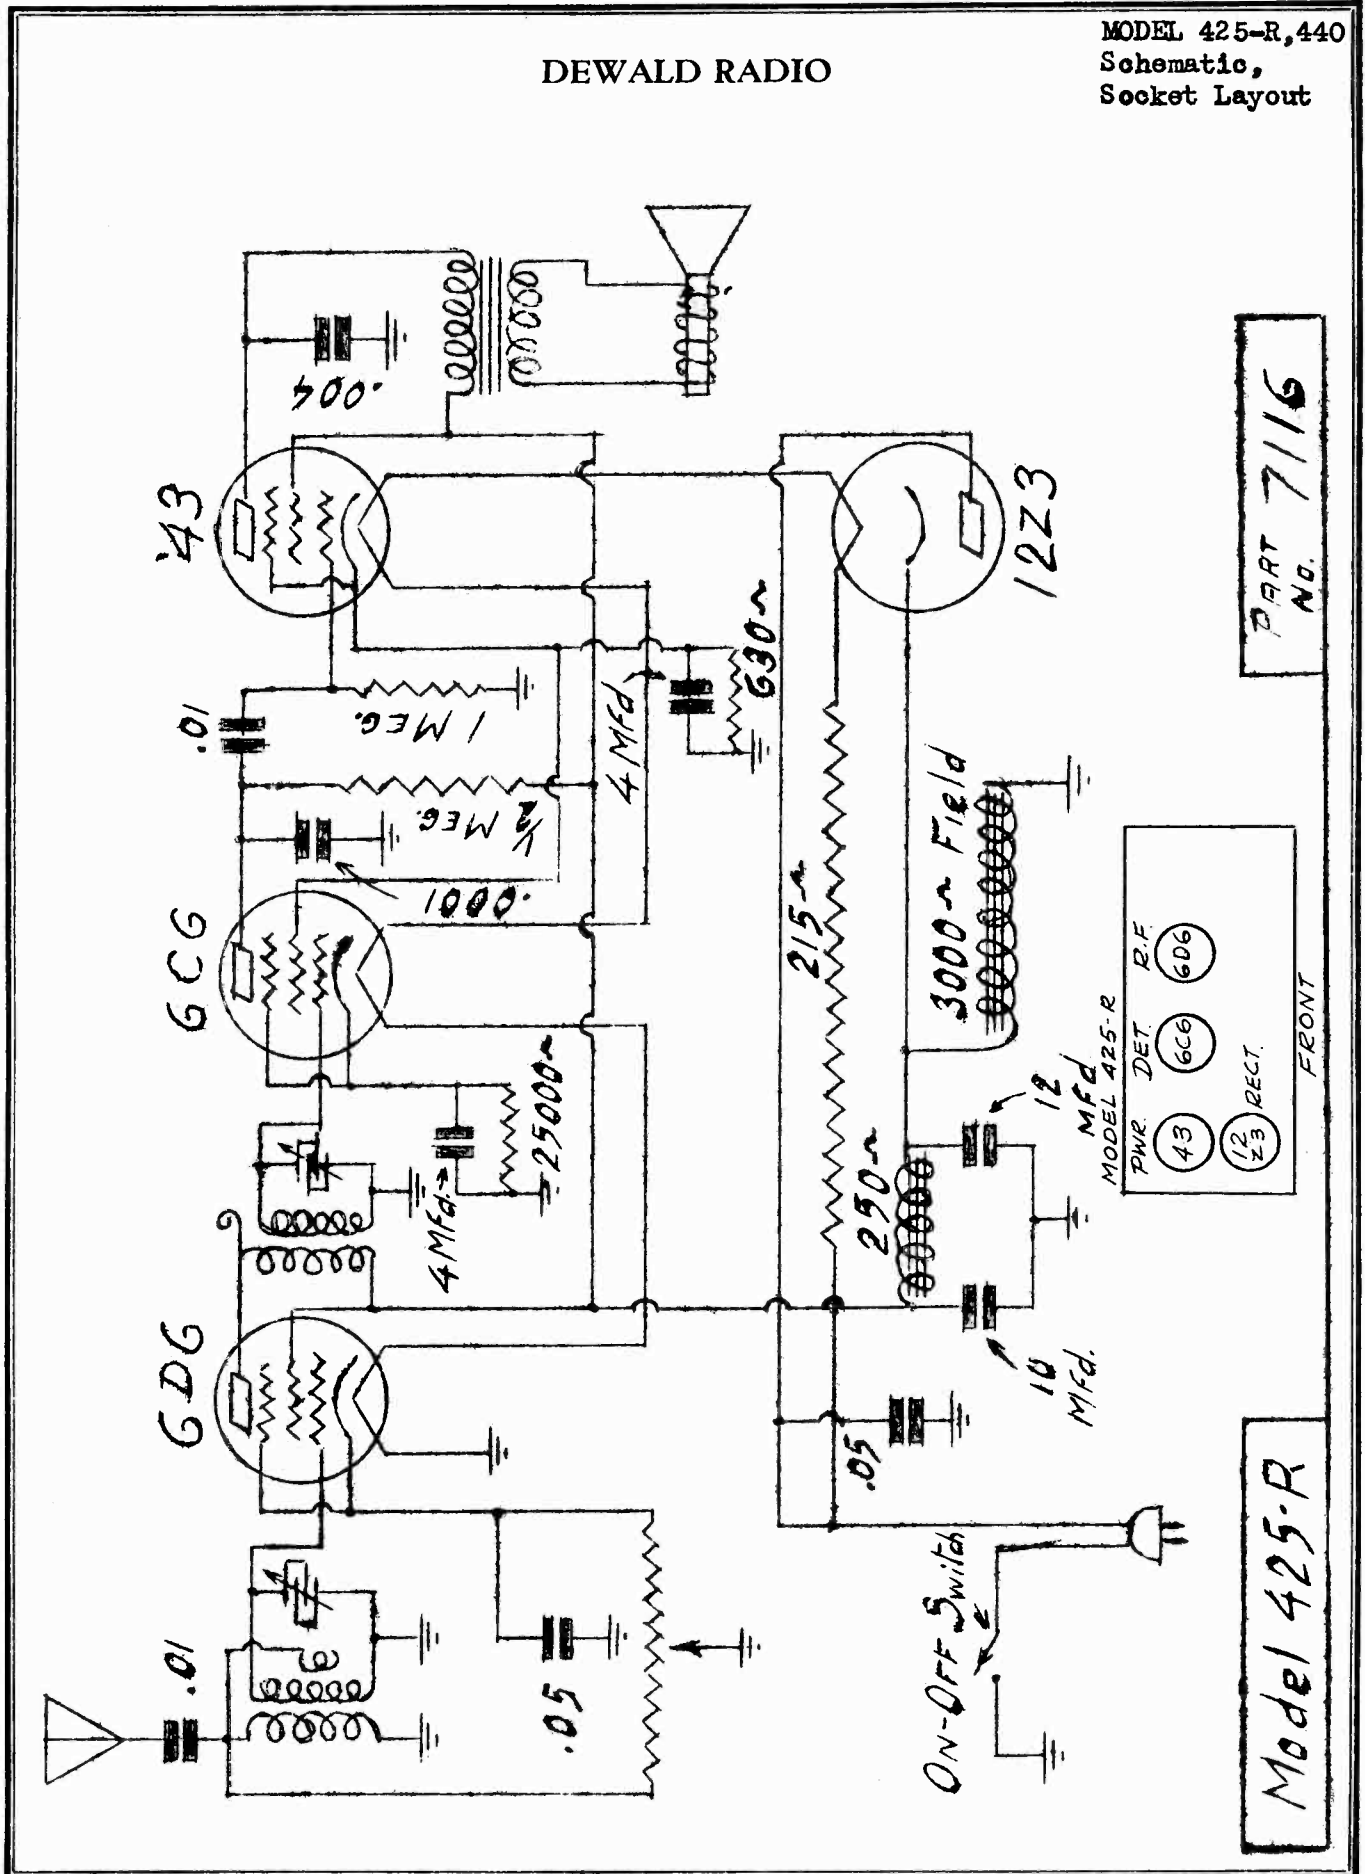 DEWALD RADIO
MODEL 425-R,440
Schematic,
Socket Layout
.004
'43
.01
1 MEG.
½ MEG.
.0001
6C6
4 MFd
630~
12Z3
215~
3000~ Field
25000~
4 MFd.
6D6
250~
12
MFd
10
MFd.
.05
.01
.05
ON-OFF Switch
MODEL 425-R
PWR. DET. R.F.
43 6C6 6D6
12
Z3 RECT.
FRONT
PART 7116
No.
Model 425-R